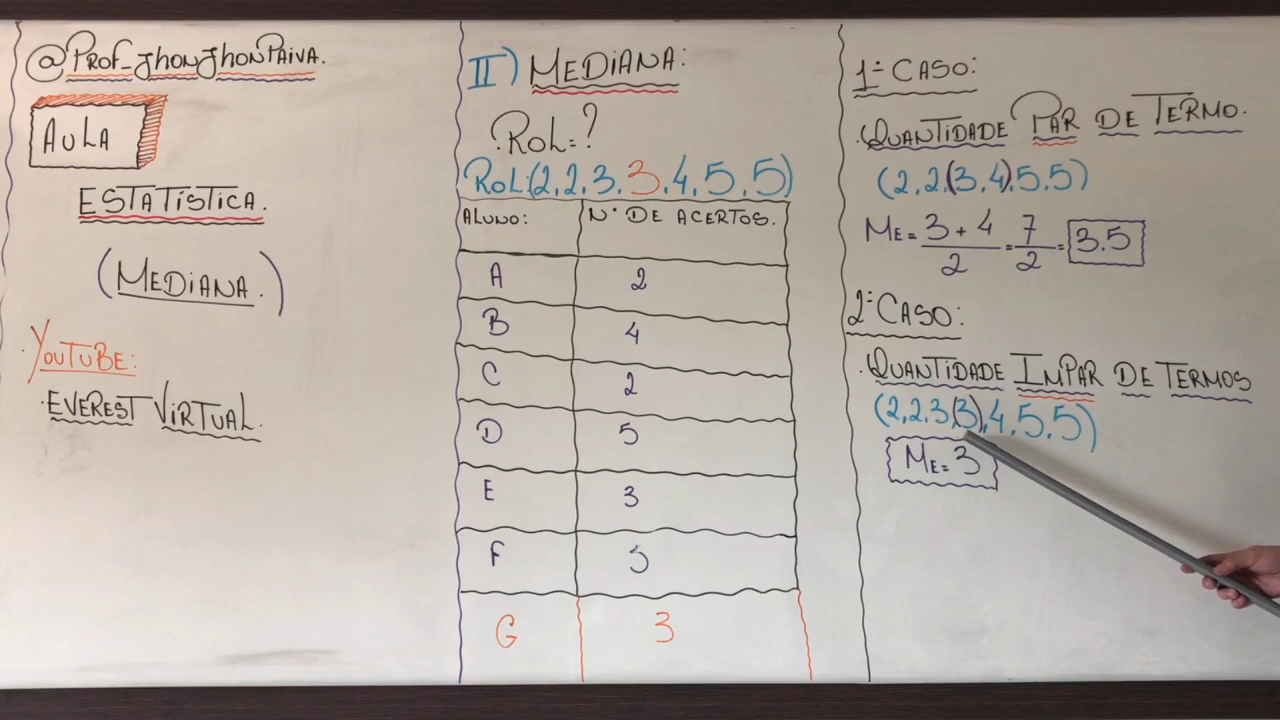 @Prof_JhonJhonPaiva.
AULA
ESTATÍSTICA.
(MEDIANA.)
YOUTUBE:
·EVEREST VIRTUAL.
II) MEDIANA:
·ROL=?
ROL:(2,2,3,3,4,5,5)
ALUNO: N° DE ACERTOS.
A 2
B 4
C 2
D 5
E 3
F 5
G 3
1º CASO:
·QUANTIDADE PAR DE TERMO.
(2,2,(3,4),5,5)
ME = 3+4/2 = 7/2 = 3.5
2º CASO:
·QUANTIDADE IMPAR DE TERMOS
(2,2,3,(3),4,5,5)
ME = 3